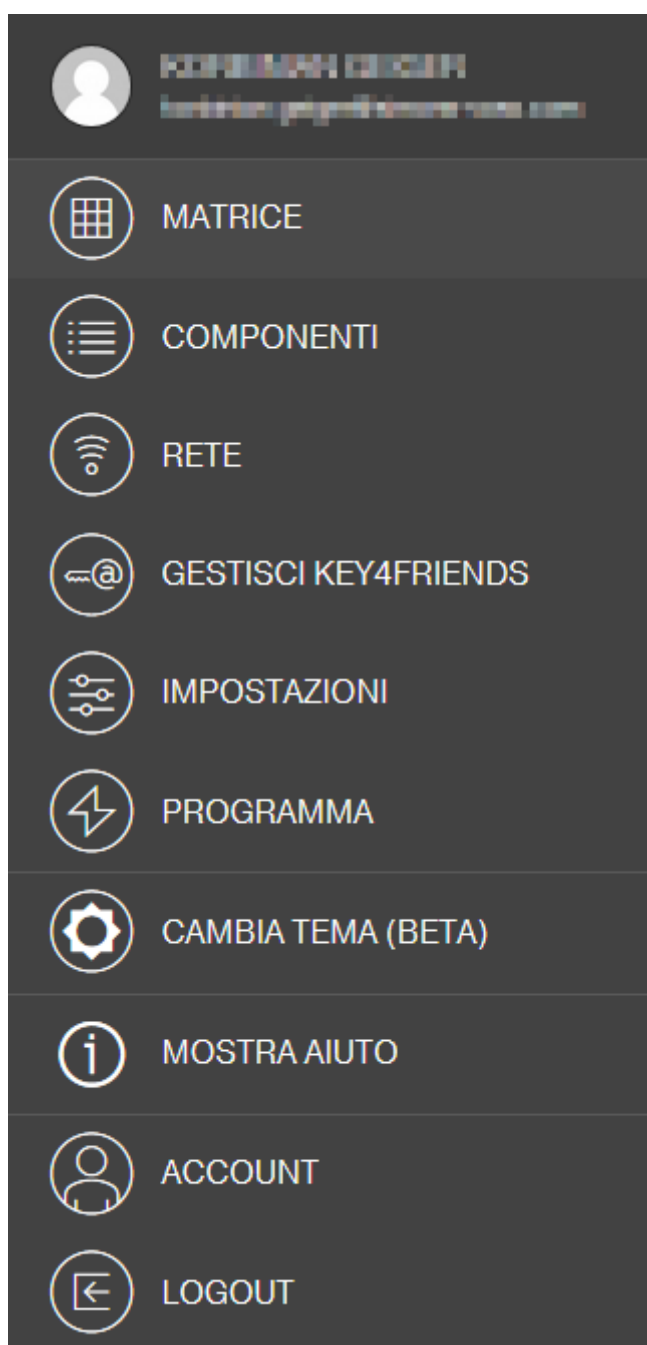 MATRICE
COMPONENTI
RETE
GESTISCI KEY4FRIENDS
IMPOSTAZIONI
PROGRAMMA
CAMBIA TEMA (BETA)
MOSTRA AIUTO
ACCOUNT
LOGOUT